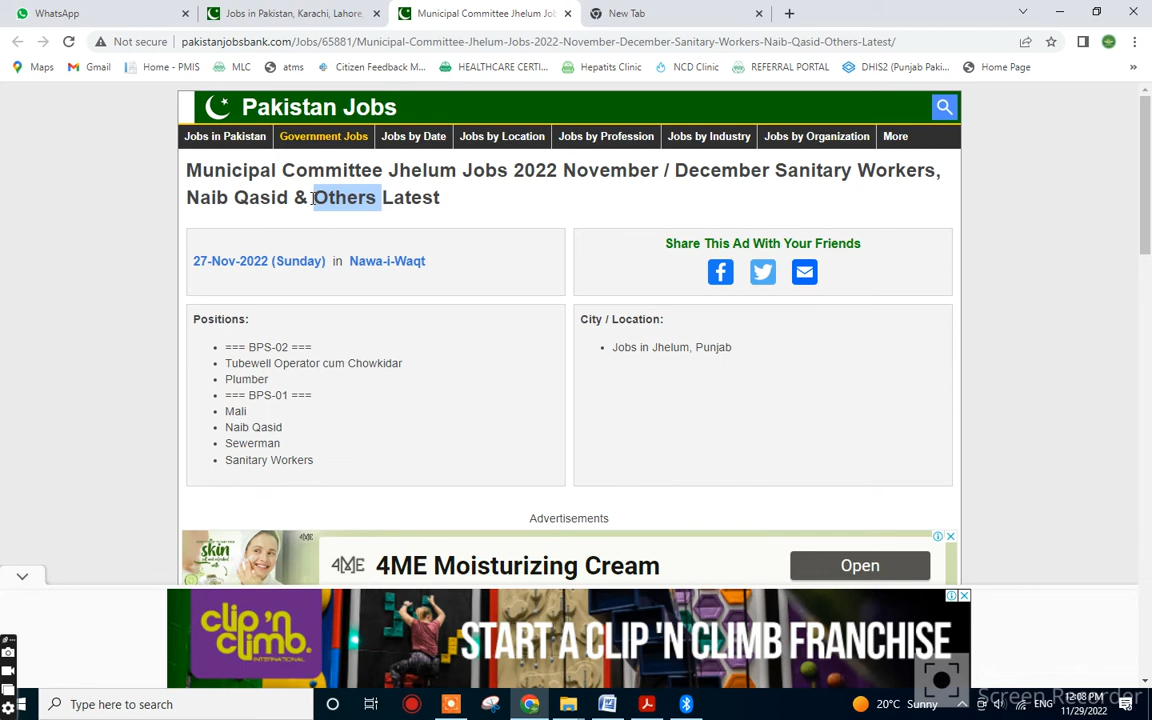 WhatsApp
Jobs in Pakistan, Karachi, Lahore,
Municipal Committee Jhelum Job
New Tab
Not secure
pakistanjobsbank.com/Jobs/65881/Municipal-Committee-Jhelum-Jobs-2022-November-December-Sanitary-Workers-Naib-Qasid-Others-Latest/
Maps
Gmail
Home - PMIS
MLC
atms
Citizen Feedback M...
HEALTHCARE CERTI...
Hepatits Clinic
NCD Clinic
REFERRAL PORTAL
DHIS2 (Punjab Paki...
Home Page
Pakistan Jobs
Jobs in Pakistan
Government Jobs
Jobs by Date
Jobs by Location
Jobs by Profession
Jobs by Industry
Jobs by Organization
More
Municipal Committee Jhelum Jobs 2022 November / December Sanitary Workers,
Naib Qasid & Others Latest
27-Nov-2022 (Sunday) in Nawa-i-Waqt
Share This Ad With Your Friends
Positions:
=== BPS-02 ===
Tubewell Operator cum Chowkidar
Plumber
=== BPS-01 ===
Mali
Naib Qasid
Sewerman
Sanitary Workers
City / Location:
Jobs in Jhelum, Punjab
Advertisements
skin
4ME
4ME
4ME Moisturizing Cream
Open
clip 'n
climb
INTERNATIONAL
START A CLIP 'N CLIMB FRANCHISE
Screen Recorder
Type here to search
20°C Sunny
ENG
12:08 PM
11/29/2022